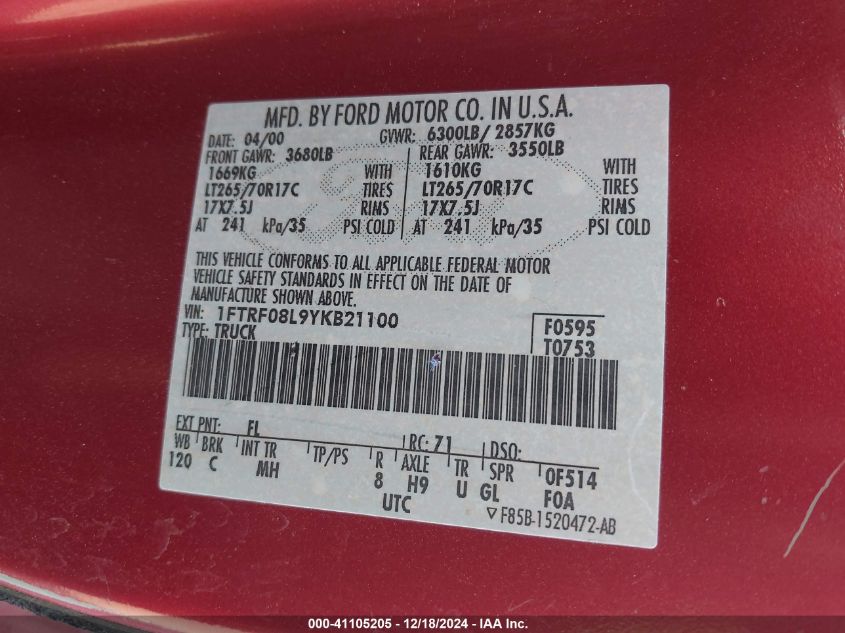 MFD. BY FORD MOTOR CO. IN U.S.A.
DATE: 04/00 GVWR: 6300LB/ 2857KG
FRONT GAWR: 3680LB REAR GAWR: 3550LB
1669KG WITH 1610KG WITH
LT265/70R17C TIRES LT265/70R17C TIRES
17X7.5J RIMS 17X7.5J RIMS
AT 241 kPa/35 PSI COLD AT 241 kPa/35 PSI COLD
THIS VEHICLE CONFORMS TO ALL APPLICABLE FEDERAL MOTOR
VEHICLE SAFETY STANDARDS IN EFFECT ON THE DATE OF
MANUFACTURE SHOWN ABOVE.
VIN: 1FTRF08L9YKB21100 F0595
TYPE: TRUCK T0753
EXT PNT: FL RC: 71 DSO:
WB BRK INT TR TP/PS R AXLE TR SPR 0F514
120 C MH 8 H9 U GL F0A
UTC ▽F85B-1520472-AB
000-41105205 - 12/18/2024 - IAA Inc.